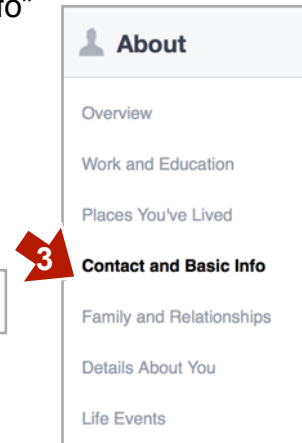 fo”
About
Overview
Work and Education
Places You've Lived
3
Contact and Basic Info
Family and Relationships
Details About You
Life Events